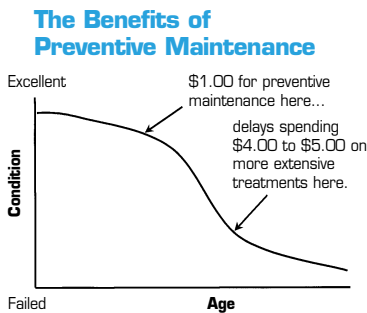 The Benefits of
Preventive Maintenance
Excellent
$1.00 for preventive
maintenance here...
delays spending
$4.00 to $5.00 on
more extensive
treatments here.
Condition
Failed
Age